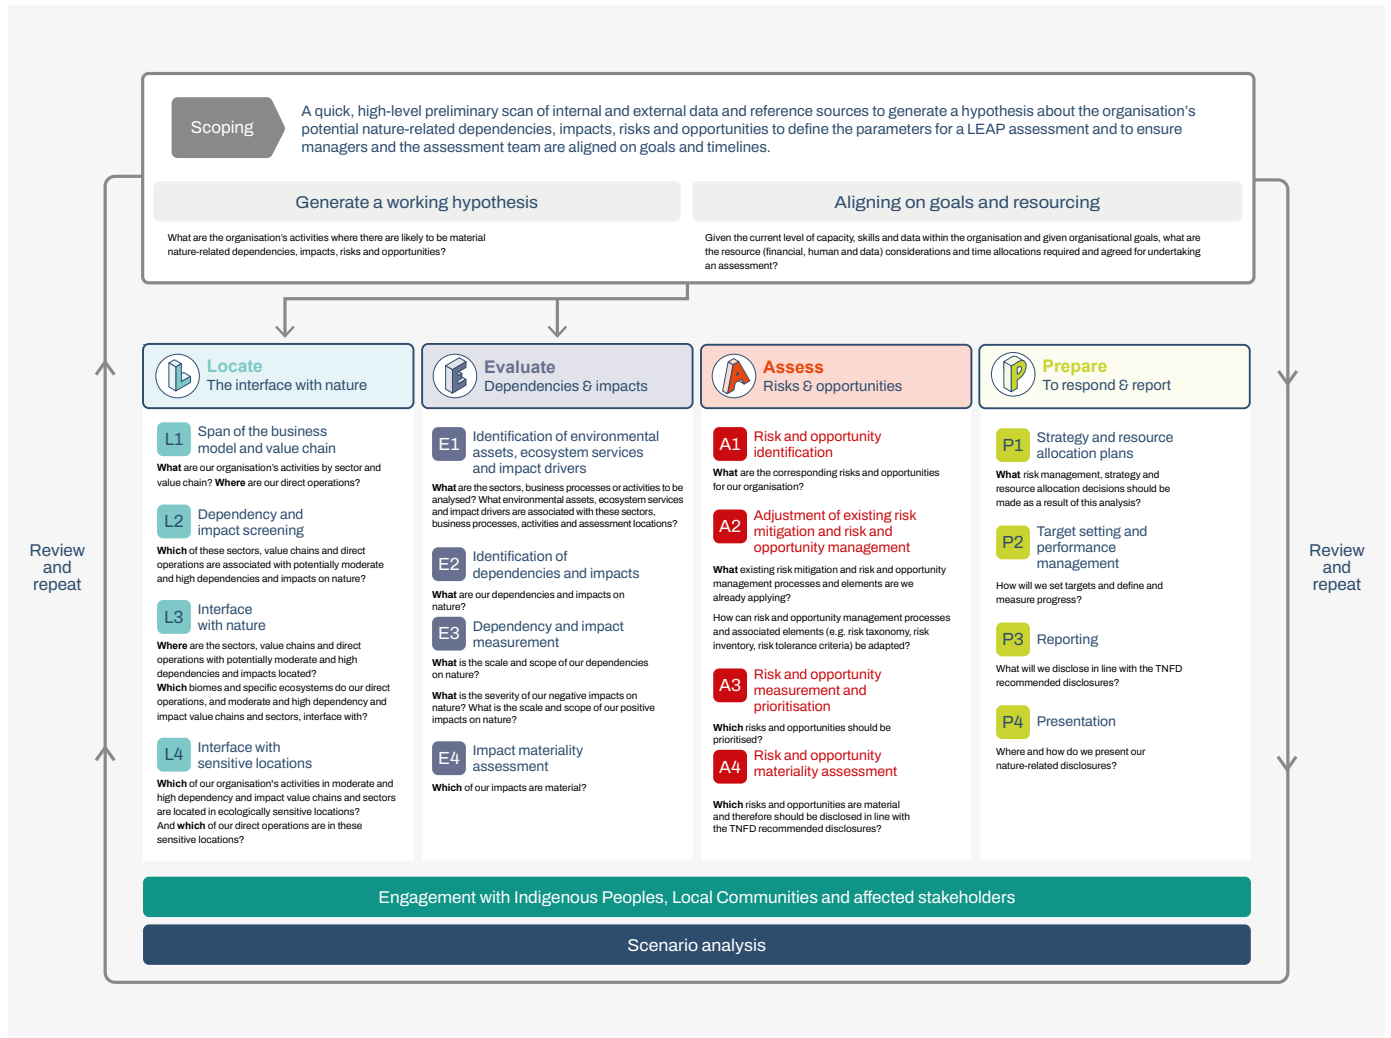 Scoping
A quick, high-level preliminary scan of internal and external data and reference sources to generate a hypothesis about the organisation's
potential nature-related dependencies, impacts, risks and opportunities to define the parameters for a LEAP assessment and to ensure
managers and the assessment team are aligned on goals and timelines.
Generate a working hypothesis
What are the organisation's activities where there are likely to be material
nature-related dependencies, impacts, risks and opportunities?
Aligning on goals and resourcing
Given the current level of capacity, skills and data within the organisation and given organisational goals, what are
the resource (financial, human and data) considerations and time allocations required and agreed for undertaking
an assessment?
Review
and
repeat
L
Locate
The interface with nature
L1
Span of the business
model and value chain
What are our organisation's activities by sector and
value chain? Where are our direct operations?
L2
Dependency and
impact screening
Which of these sectors, value chains and direct
operations are associated with potentially moderate
and high dependencies and impacts on nature?
L3
Interface
with nature
Where are the sectors, value chains and direct
operations with potentially moderate and high
dependencies and impacts located?
Which biomes and specific ecosystems do our direct
operations, and moderate and high dependency and
impact value chains and sectors, interface with?
L4
Interface with
sensitive locations
Which of our organisation's activities in moderate and
high dependency and impact value chains and sectors
are located in ecologically sensitive locations?
And which of our direct operations are in these
sensitive locations?
E
Evaluate
Dependencies & impacts
E1
Identification of environmental
assets, ecosystem services
and impact drivers
What are the sectors, business processes or activities to be
analysed? What environmental assets, ecosystem services
and impact drivers are associated with these sectors,
business processes, activities and assessment locations?
E2
Identification of
dependencies and impacts
What are our dependencies and impacts on
nature?
E3
Dependency and impact
measurement
What is the scale and scope of our dependencies
on nature?
What is the severity of our negative impacts on
nature? What is the scale and scope of our positive
impacts on nature?
E4
Impact materiality
assessment
Which of our impacts are material?
A
Assess
Risks & opportunities
A1
Risk and opportunity
identification
What are the corresponding risks and opportunities
for our organisation?
A2
Adjustment of existing risk
mitigation and risk and
opportunity management
What existing risk mitigation and risk and opportunity
management processes and elements are we
already applying?
How can risk and opportunity management processes
and associated elements (e.g. risk taxonomy, risk
inventory, risk tolerance criteria) be adapted?
A3
Risk and opportunity
measurement and
prioritisation
Which risks and opportunities should be
prioritised?
A4
Risk and opportunity
materiality assessment
Which risks and opportunities are material
and therefore should be disclosed in line with
the TNFD recommended disclosures?
P
Prepare
To respond & report
P1
Strategy and resource
allocation plans
What risk management, strategy and
resource allocation decisions should be
made as a result of this analysis?
P2
Target setting and
performance
management
How will we set targets and define and
measure progress?
P3
Reporting
What will we disclose in line with the TNFD
recommended disclosures?
P4
Presentation
Where and how do we present our
nature-related disclosures?
Review
and
repeat
Engagement with Indigenous Peoples, Local Communities and affected stakeholders
Scenario analysis